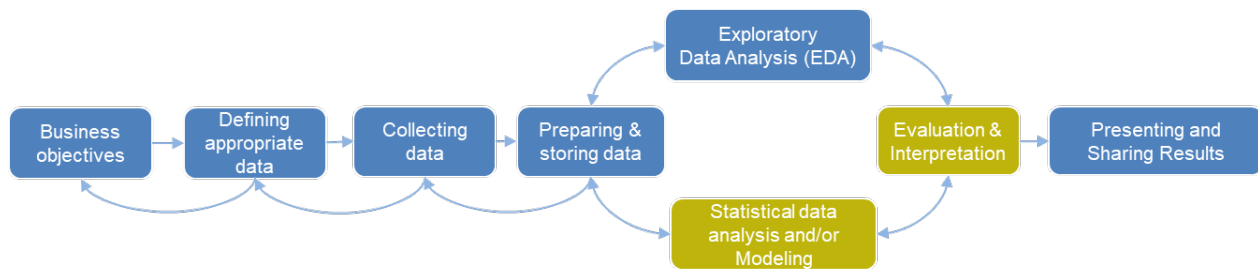 Business
objectives
Defining
appropriate
data
Collecting
data
Preparing &
storing data
Exploratory
Data Analysis (EDA)
Statistical data
analysis and/or
Modeling
Evaluation &
Interpretation
Presenting and
Sharing Results